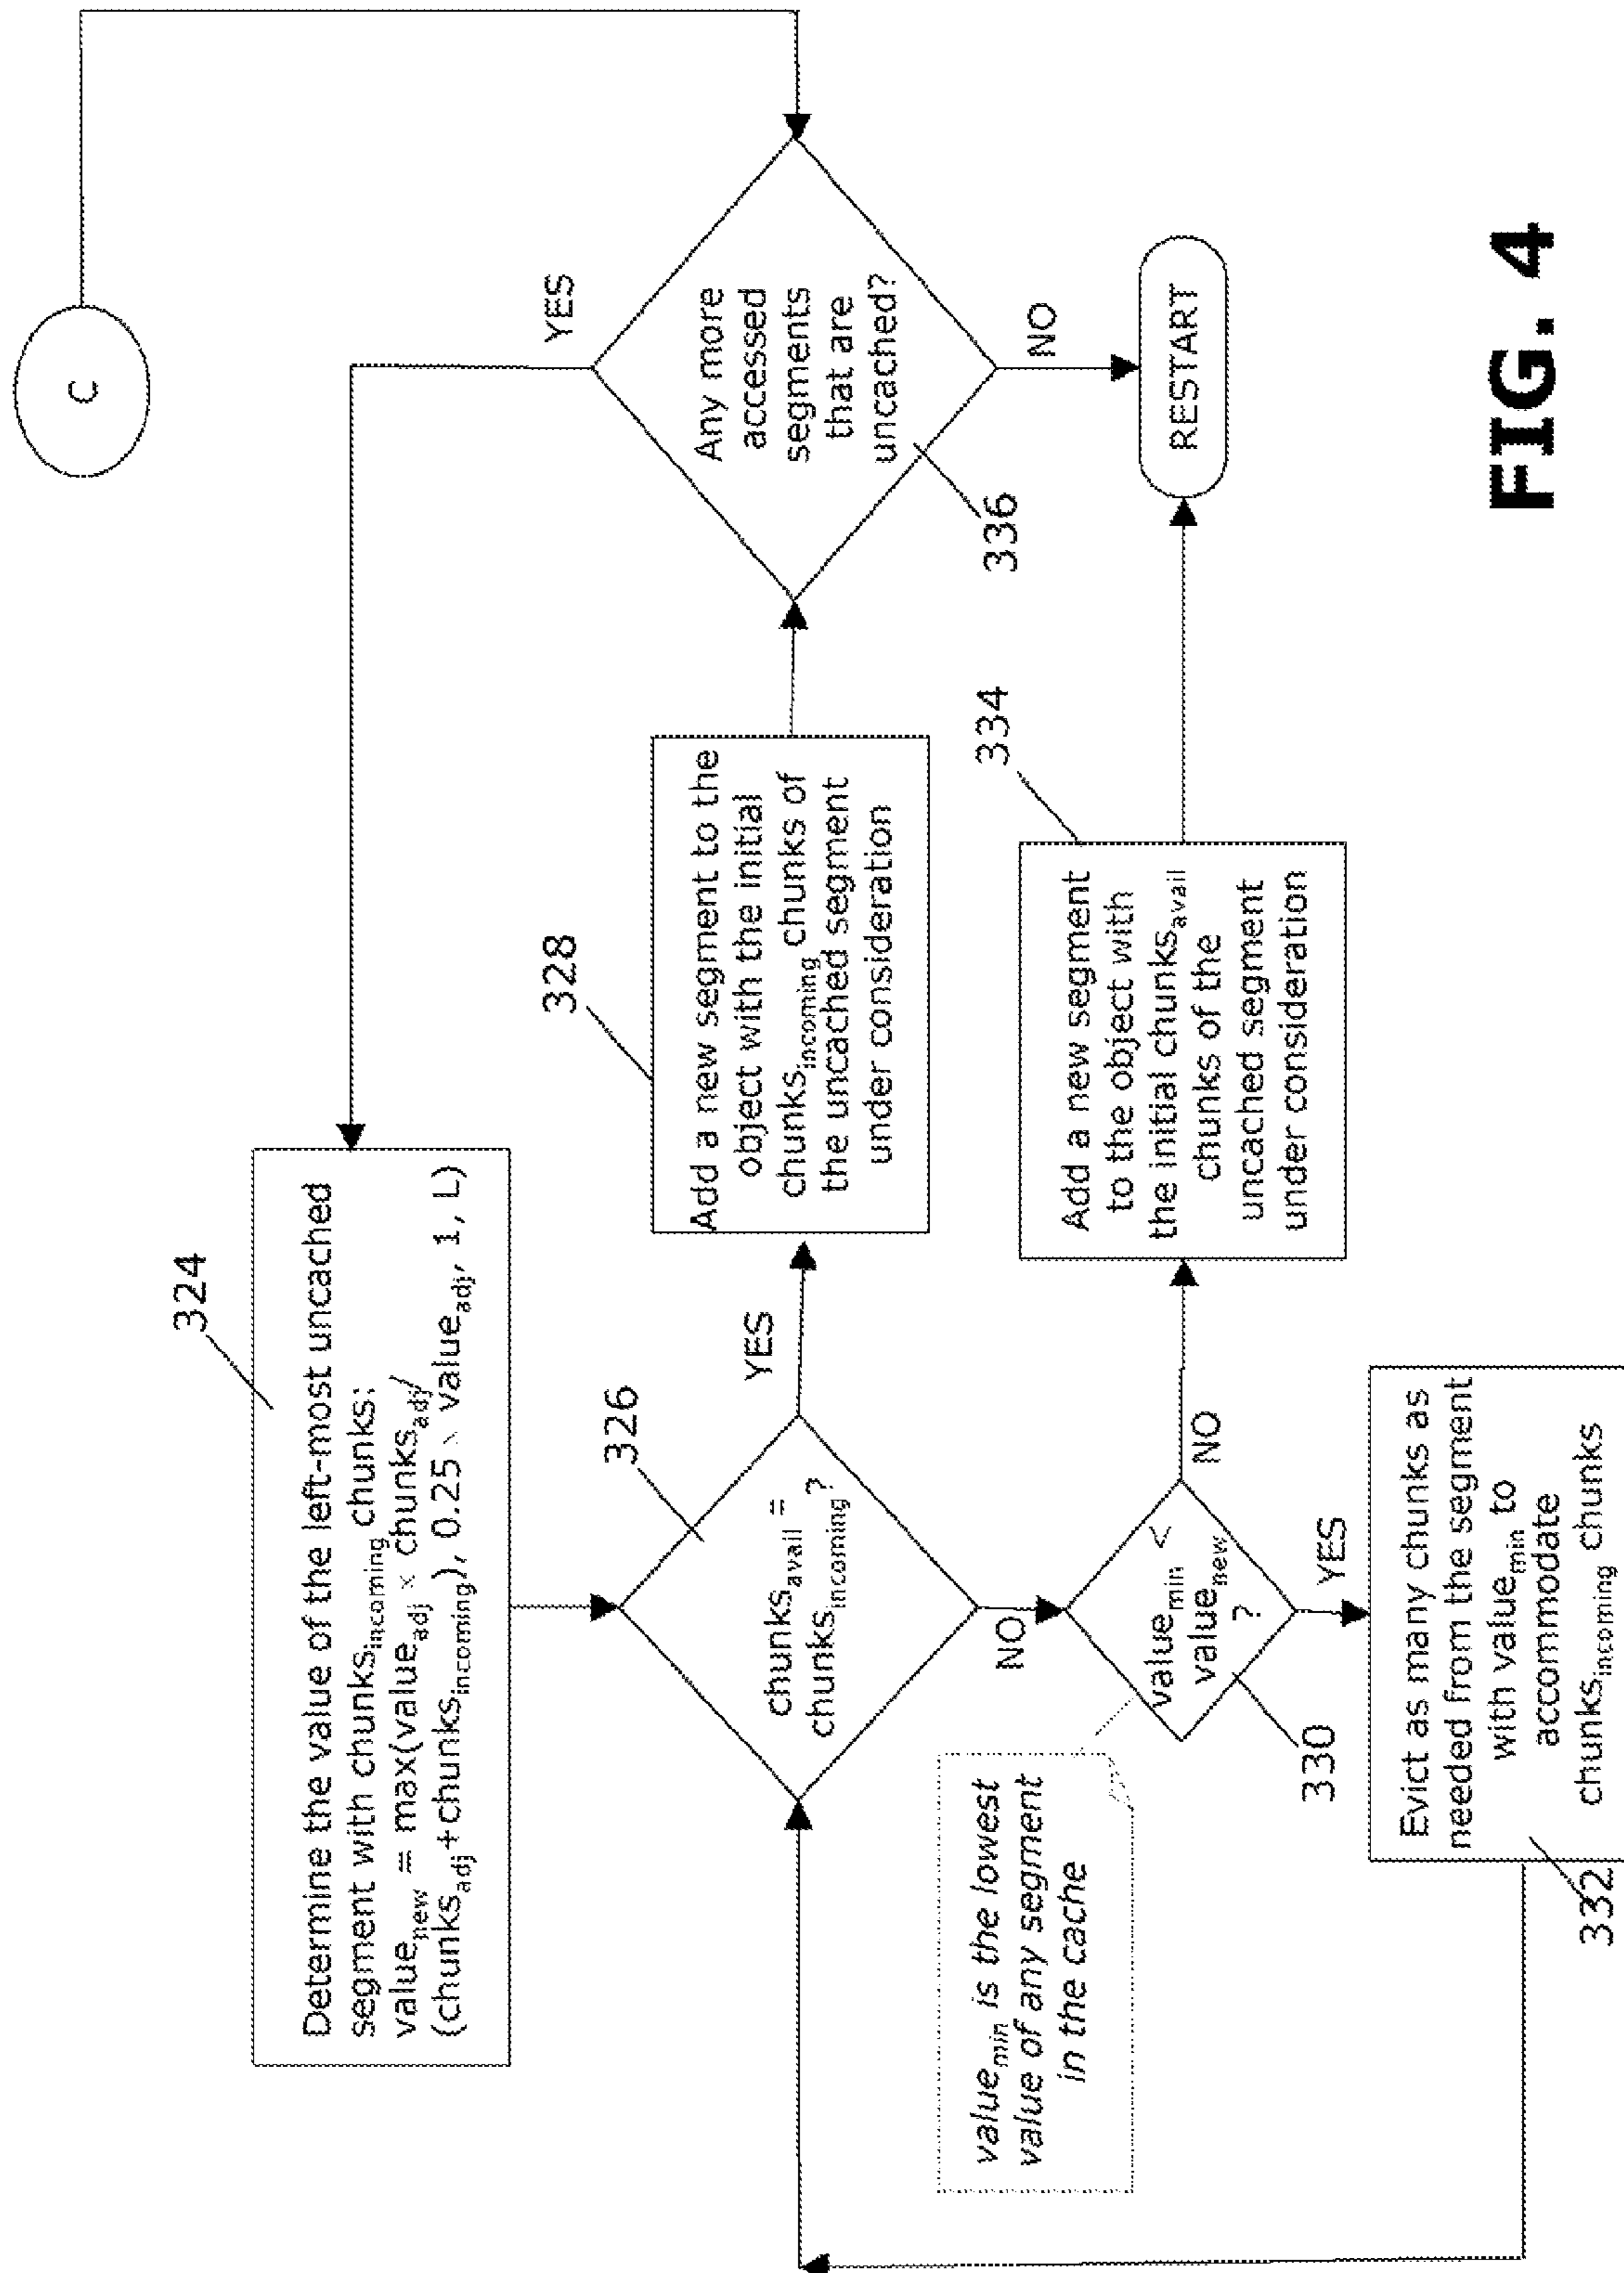 C
324
Determine the value of the left-most uncached
segment with chunks_incoming chunks:
value_new = max(value_adj × chunks_adj/
(chunks_adj+chunks_incoming), 0.25 × value_adj, 1, L)
YES
Any more
accessed
segments
that are
uncached?
336
NO
RESTART
326
chunks_avail =
chunks_incoming?
YES
328
Add a new segment to the
object with the initial
chunks_incoming chunks of
the uncached segment
under consideration
NO
value_min is the lowest
value of any segment
in the cache
value_min <
value_new
?
330
NO
334
Add a new segment
to the object with
the initial chunks_avail
chunks of the
uncached segment
under consideration
YES
Evict as many chunks as
needed from the segment
with value_min to
accommodate
chunks_incoming chunks
332
FIG. 4